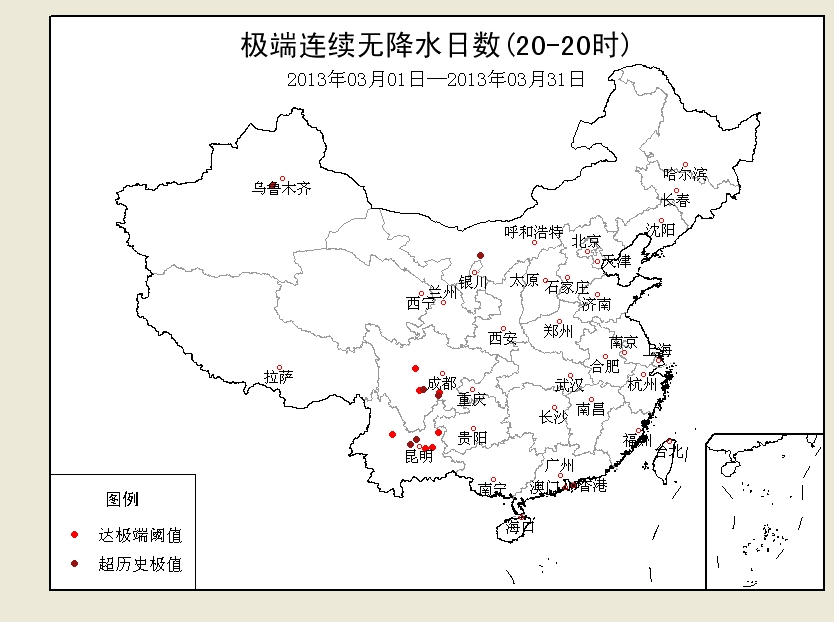 极端连续无降水日数(20-20时)
2013年03月01日—2013年03月31日
哈尔滨
乌鲁木齐
长春
沈阳
呼和浩特
北京
天津
银川
太原
石家庄
兰州
西宁
济南
郑州
西安
南京
上海
合肥
拉萨
成都
武汉
杭州
重庆
南昌
长沙
贵阳
福州
台北
昆明
广州
南宁
澳门
香港
海口
图例
达极端阈值
超历史极值